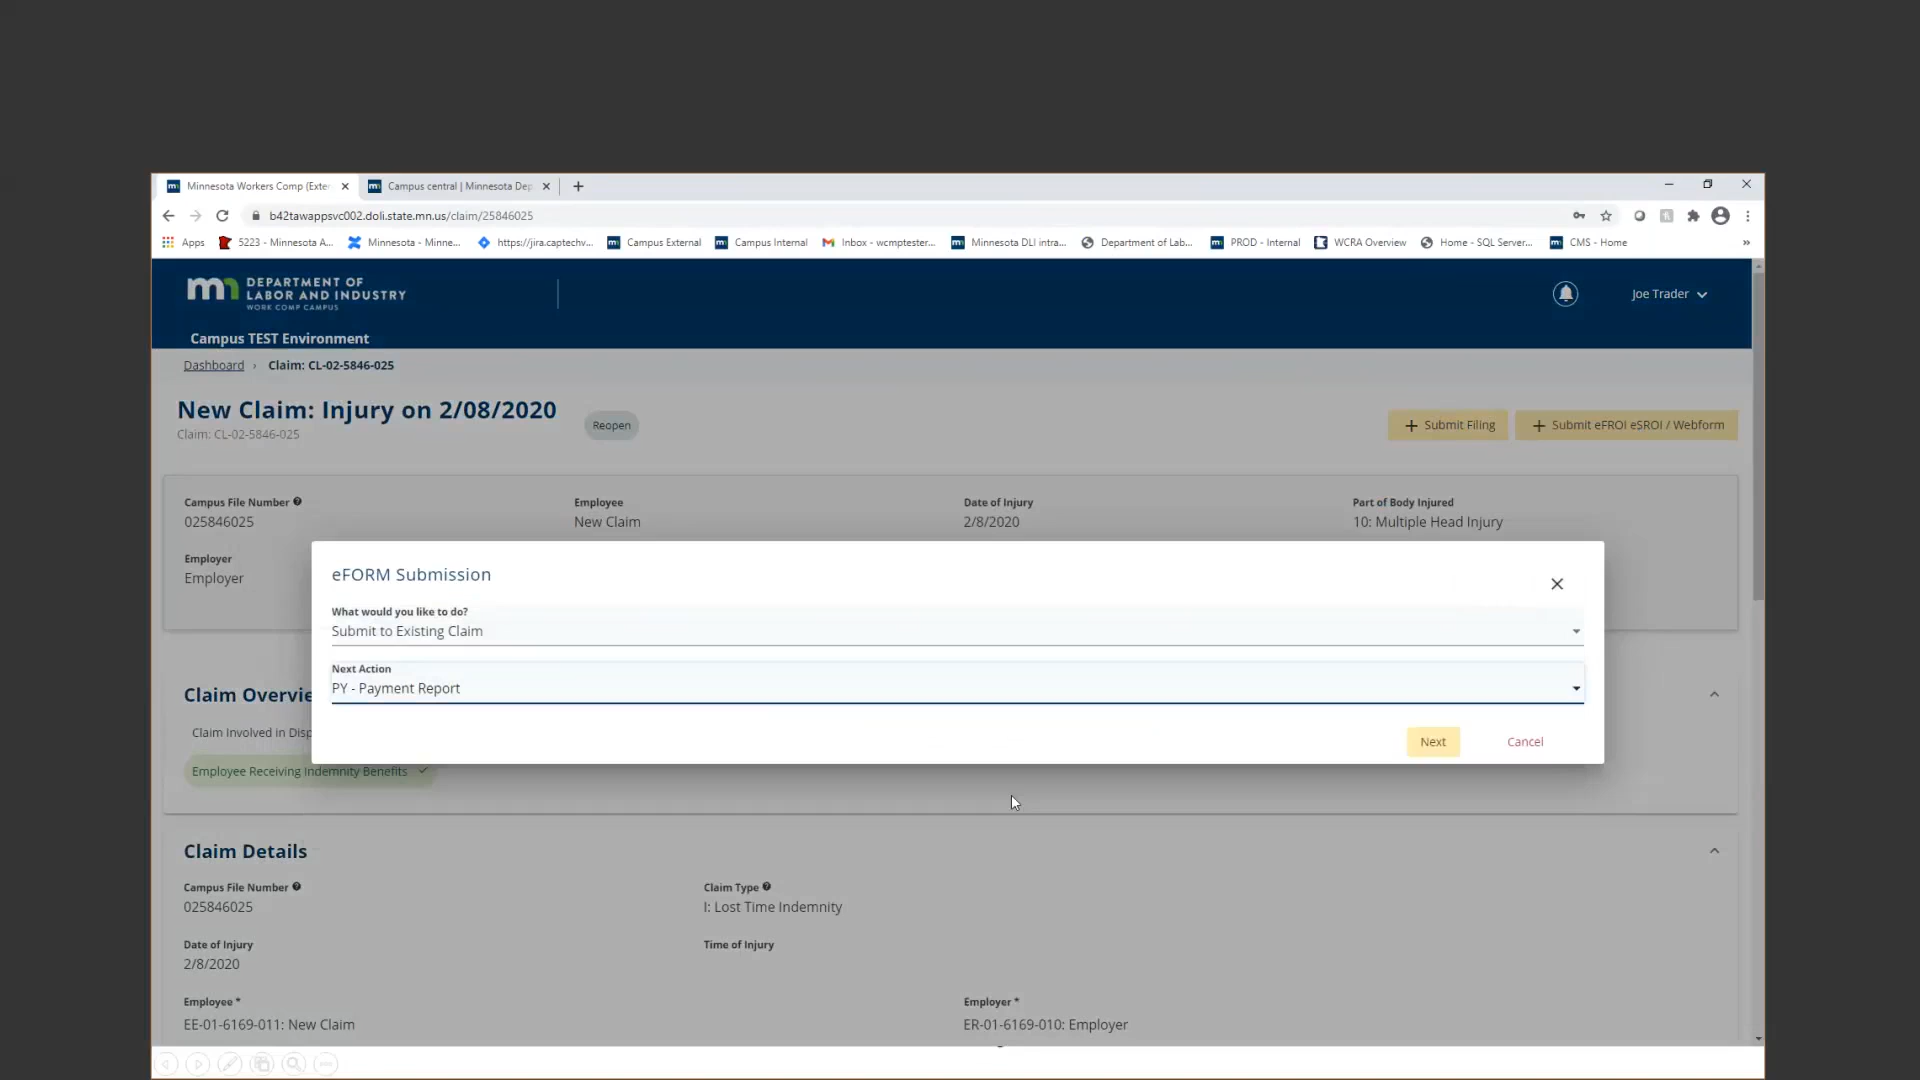 Minnesota Workers Comp (Exter
Campus central | Minnesota Dep
b42tawappsvc002.doli.state.mn.us/claim/25846025
Apps
5223 - Minnesota A...
Minnesota - Minne...
https://jira.captechv...
Campus External
Campus Internal
Inbox - wcmptester...
Minnesota DLI intra...
Department of Lab...
PROD - Internal
WCRA Overview
Home - SQL Server...
CMS - Home
»
mn DEPARTMENT OF
LABOR AND INDUSTRY
WORK COMP CAMPUS
Joe Trader
Campus TEST Environment
Dashboard › Claim: CL-02-5846-025
New Claim: Injury on 2/08/2020
Claim: CL-02-5846-025
Reopen
+ Submit Filing
+ Submit eFROI eSROI / Webform
Campus File Number
025846025
Employee
New Claim
Date of Injury
2/8/2020
Part of Body Injured
10: Multiple Head Injury
Employer
Employer
eFORM Submission
What would you like to do?
Submit to Existing Claim
Next Action
PY - Payment Report
Next
Cancel
Claim Overvie
Claim Involved in Disp
Employee Receiving Indemnity Benefits
Claim Details
Campus File Number
025846025
Claim Type
I: Lost Time Indemnity
Date of Injury
2/8/2020
Time of Injury
Employee *
EE-01-6169-011: New Claim
Employer *
ER-01-6169-010: Employer